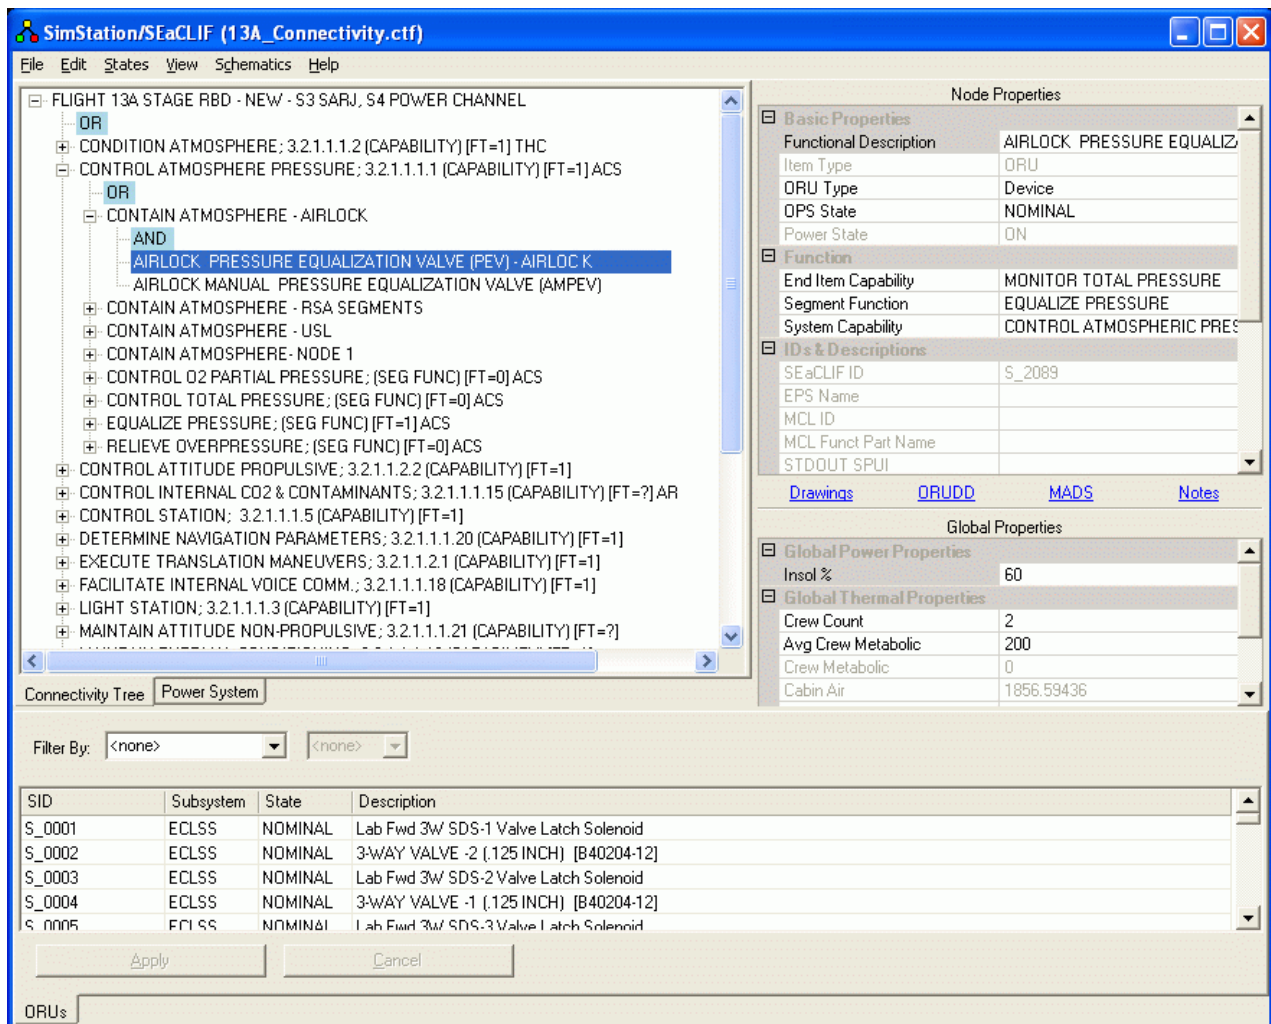 SimStation/SEaCLIF (13A_Connectivity.ctf)
File Edit States View Schematics Help
FLIGHT 13A STAGE RBD - NEW - S3 SARJ, S4 POWER CHANNEL
OR
CONDITION ATMOSPHERE; 3.2.1.1.1.2 (CAPABILITY) [FT=1] THC
CONTROL ATMOSPHERE PRESSURE; 3.2.1.1.1.1 (CAPABILITY) [FT=1] ACS
OR
CONTAIN ATMOSPHERE - AIRLOCK
AND
AIRLOCK PRESSURE EQUALIZATION VALVE (PEV) - AIRLOC K
AIRLOCK MANUAL PRESSURE EQUALIZATION VALVE (AMPEV)
CONTAIN ATMOSPHERE - RSA SEGMENTS
CONTAIN ATMOSPHERE - USL
CONTAIN ATMOSPHERE- NODE 1
CONTROL O2 PARTIAL PRESSURE; (SEG FUNC) [FT=0] ACS
CONTROL TOTAL PRESSURE; (SEG FUNC) [FT=0] ACS
EQUALIZE PRESSURE; (SEG FUNC) [FT=1] ACS
RELIEVE OVERPRESSURE; (SEG FUNC) [FT=0] ACS
CONTROL ATTITUDE PROPULSIVE; 3.2.1.1.2.2 (CAPABILITY) [FT=1]
CONTROL INTERNAL CO2 & CONTAMINANTS; 3.2.1.1.1.15 (CAPABILITY) [FT=?] AR
CONTROL STATION; 3.2.1.1.1.5 (CAPABILITY) [FT=1]
DETERMINE NAVIGATION PARAMETERS; 3.2.1.1.1.20 (CAPABILITY) [FT=1]
EXECUTE TRANSLATION MANEUVERS; 3.2.1.1.2.1 (CAPABILITY) [FT=1]
FACILITATE INTERNAL VOICE COMM.; 3.2.1.1.1.18 (CAPABILITY) [FT=1]
LIGHT STATION; 3.2.1.1.1.3 (CAPABILITY) [FT=1]
MAINTAIN ATTITUDE NON-PROPULSIVE; 3.2.1.1.1.21 (CAPABILITY) [FT=?]
Connectivity Tree Power System
Node Properties
Basic Properties
Functional Description AIRLOCK PRESSURE EQUALIZ
Item Type ORU
ORU Type Device
OPS State NOMINAL
Power State ON
Function
End Item Capability MONITOR TOTAL PRESSURE
Segment Function EQUALIZE PRESSURE
System Capability CONTROL ATMOSPHERIC PRES
IDs & Descriptions
SEaCLIF ID S_2089
EPS Name
MCL ID
MCL Funct Part Name
STDOUT SPUI
Drawings ORUDD MADS Notes
Global Properties
Global Power Properties
Insol % 60
Global Thermal Properties
Crew Count 2
Avg Crew Metabolic 200
Crew Metabolic 0
Cabin Air 1856.59436
Filter By: <none> <none>
SID Subsystem State Description
S_0001 ECLSS NOMINAL Lab Fwd 3W SDS-1 Valve Latch Solenoid
S_0002 ECLSS NOMINAL 3-WAY VALVE -2 (.125 INCH) [B40204-12]
S_0003 ECLSS NOMINAL Lab Fwd 3W SDS-2 Valve Latch Solenoid
S_0004 ECLSS NOMINAL 3-WAY VALVE -1 (.125 INCH) [B40204-12]
S_0005 ECLSS NOMINAL Lab Fwd 3W SDS-3 Valve Latch Solenoid
Apply Cancel
ORUs